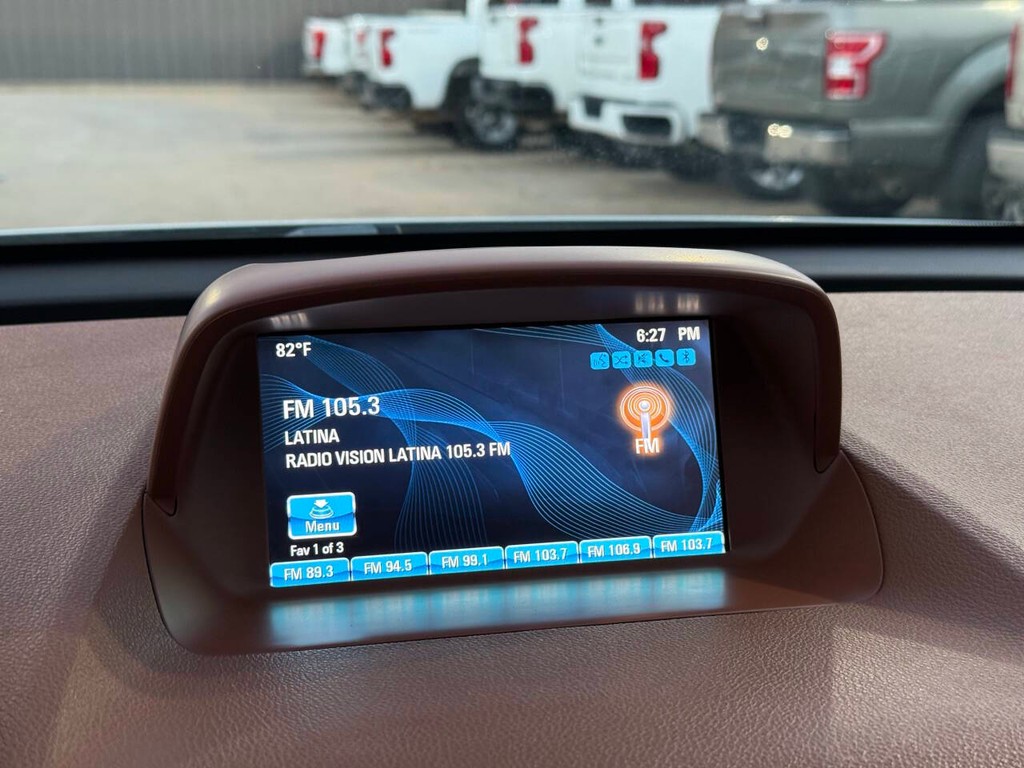 82°F
6:27 PM
FM 105.3
LATINA
RADIO VISION LATINA 105.3 FM
FM
Menu
Fav 1 of 3
FM 89.3 FM 94.5 FM 99.1 FM 103.7 FM 106.9 FM 103.7